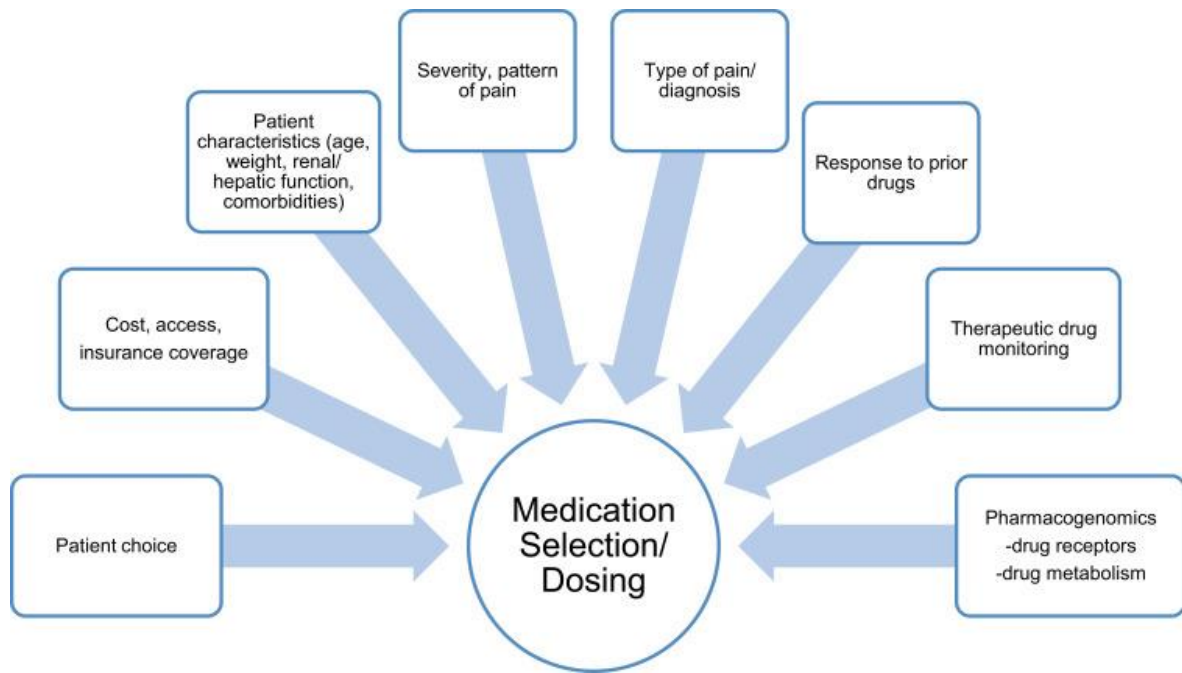 Severity, pattern
of pain
Type of pain/
diagnosis
Patient
characteristics (age,
weight, renal/
hepatic function,
comorbidities)
Response to prior
drugs
Cost, access,
insurance coverage
Therapeutic drug
monitoring
Patient choice
Medication
Selection/
Dosing
Pharmacogenomics
-drug receptors
-drug metabolism